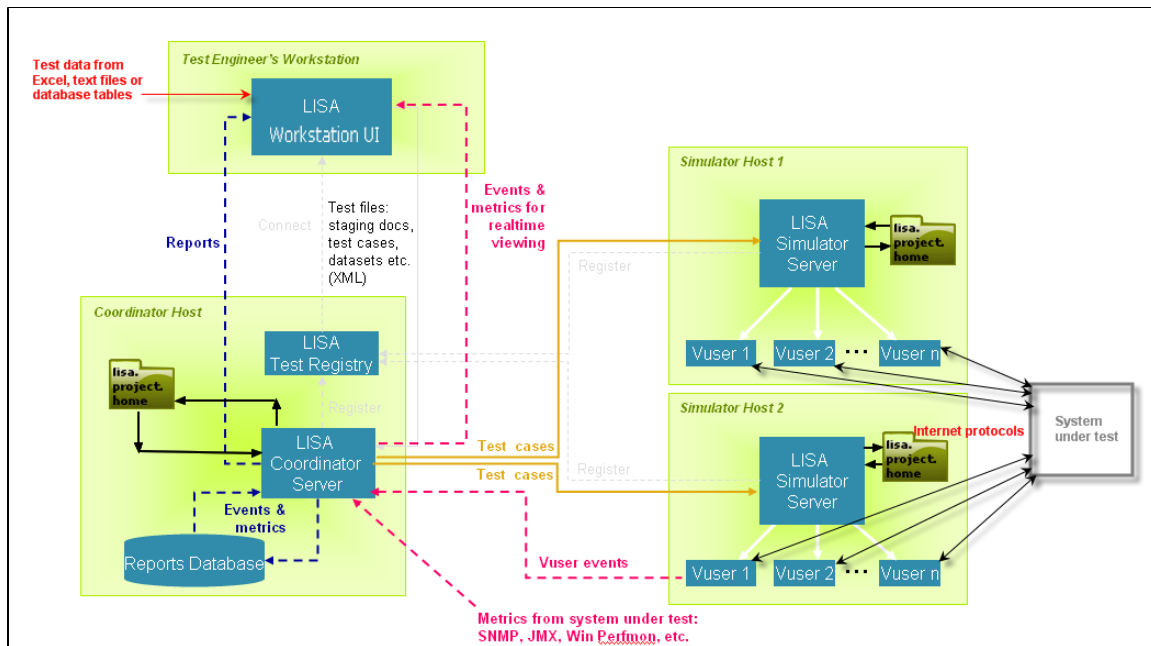 Test Engineer's Workstation
Test data from
Excel, text files or
database tables
LISA
Workstation UI
Connect
Test files:
staging docs,
test cases,
datasets etc.
(XML)
Events &
metrics for
realtime
viewing
Reports
Simulator Host 1
LISA
Simulator
Server
lisa.
project.
home
Register
Vuser 1
Vuser 2
...
Vuser n
Coordinator Host
lisa.
project.
home
LISA
Test Registry
Register
LISA
Coordinator
Server
Events &
metrics
Reports Database
Test cases
Test cases
Simulator Host 2
Internet protocols
LISA
Simulator
Server
lisa.
project.
home
Register
Vuser 1
Vuser 2
...
Vuser n
System
under test
Vuser events
Metrics from system under test:
SNMP, JMX, Win Perfmon, etc.